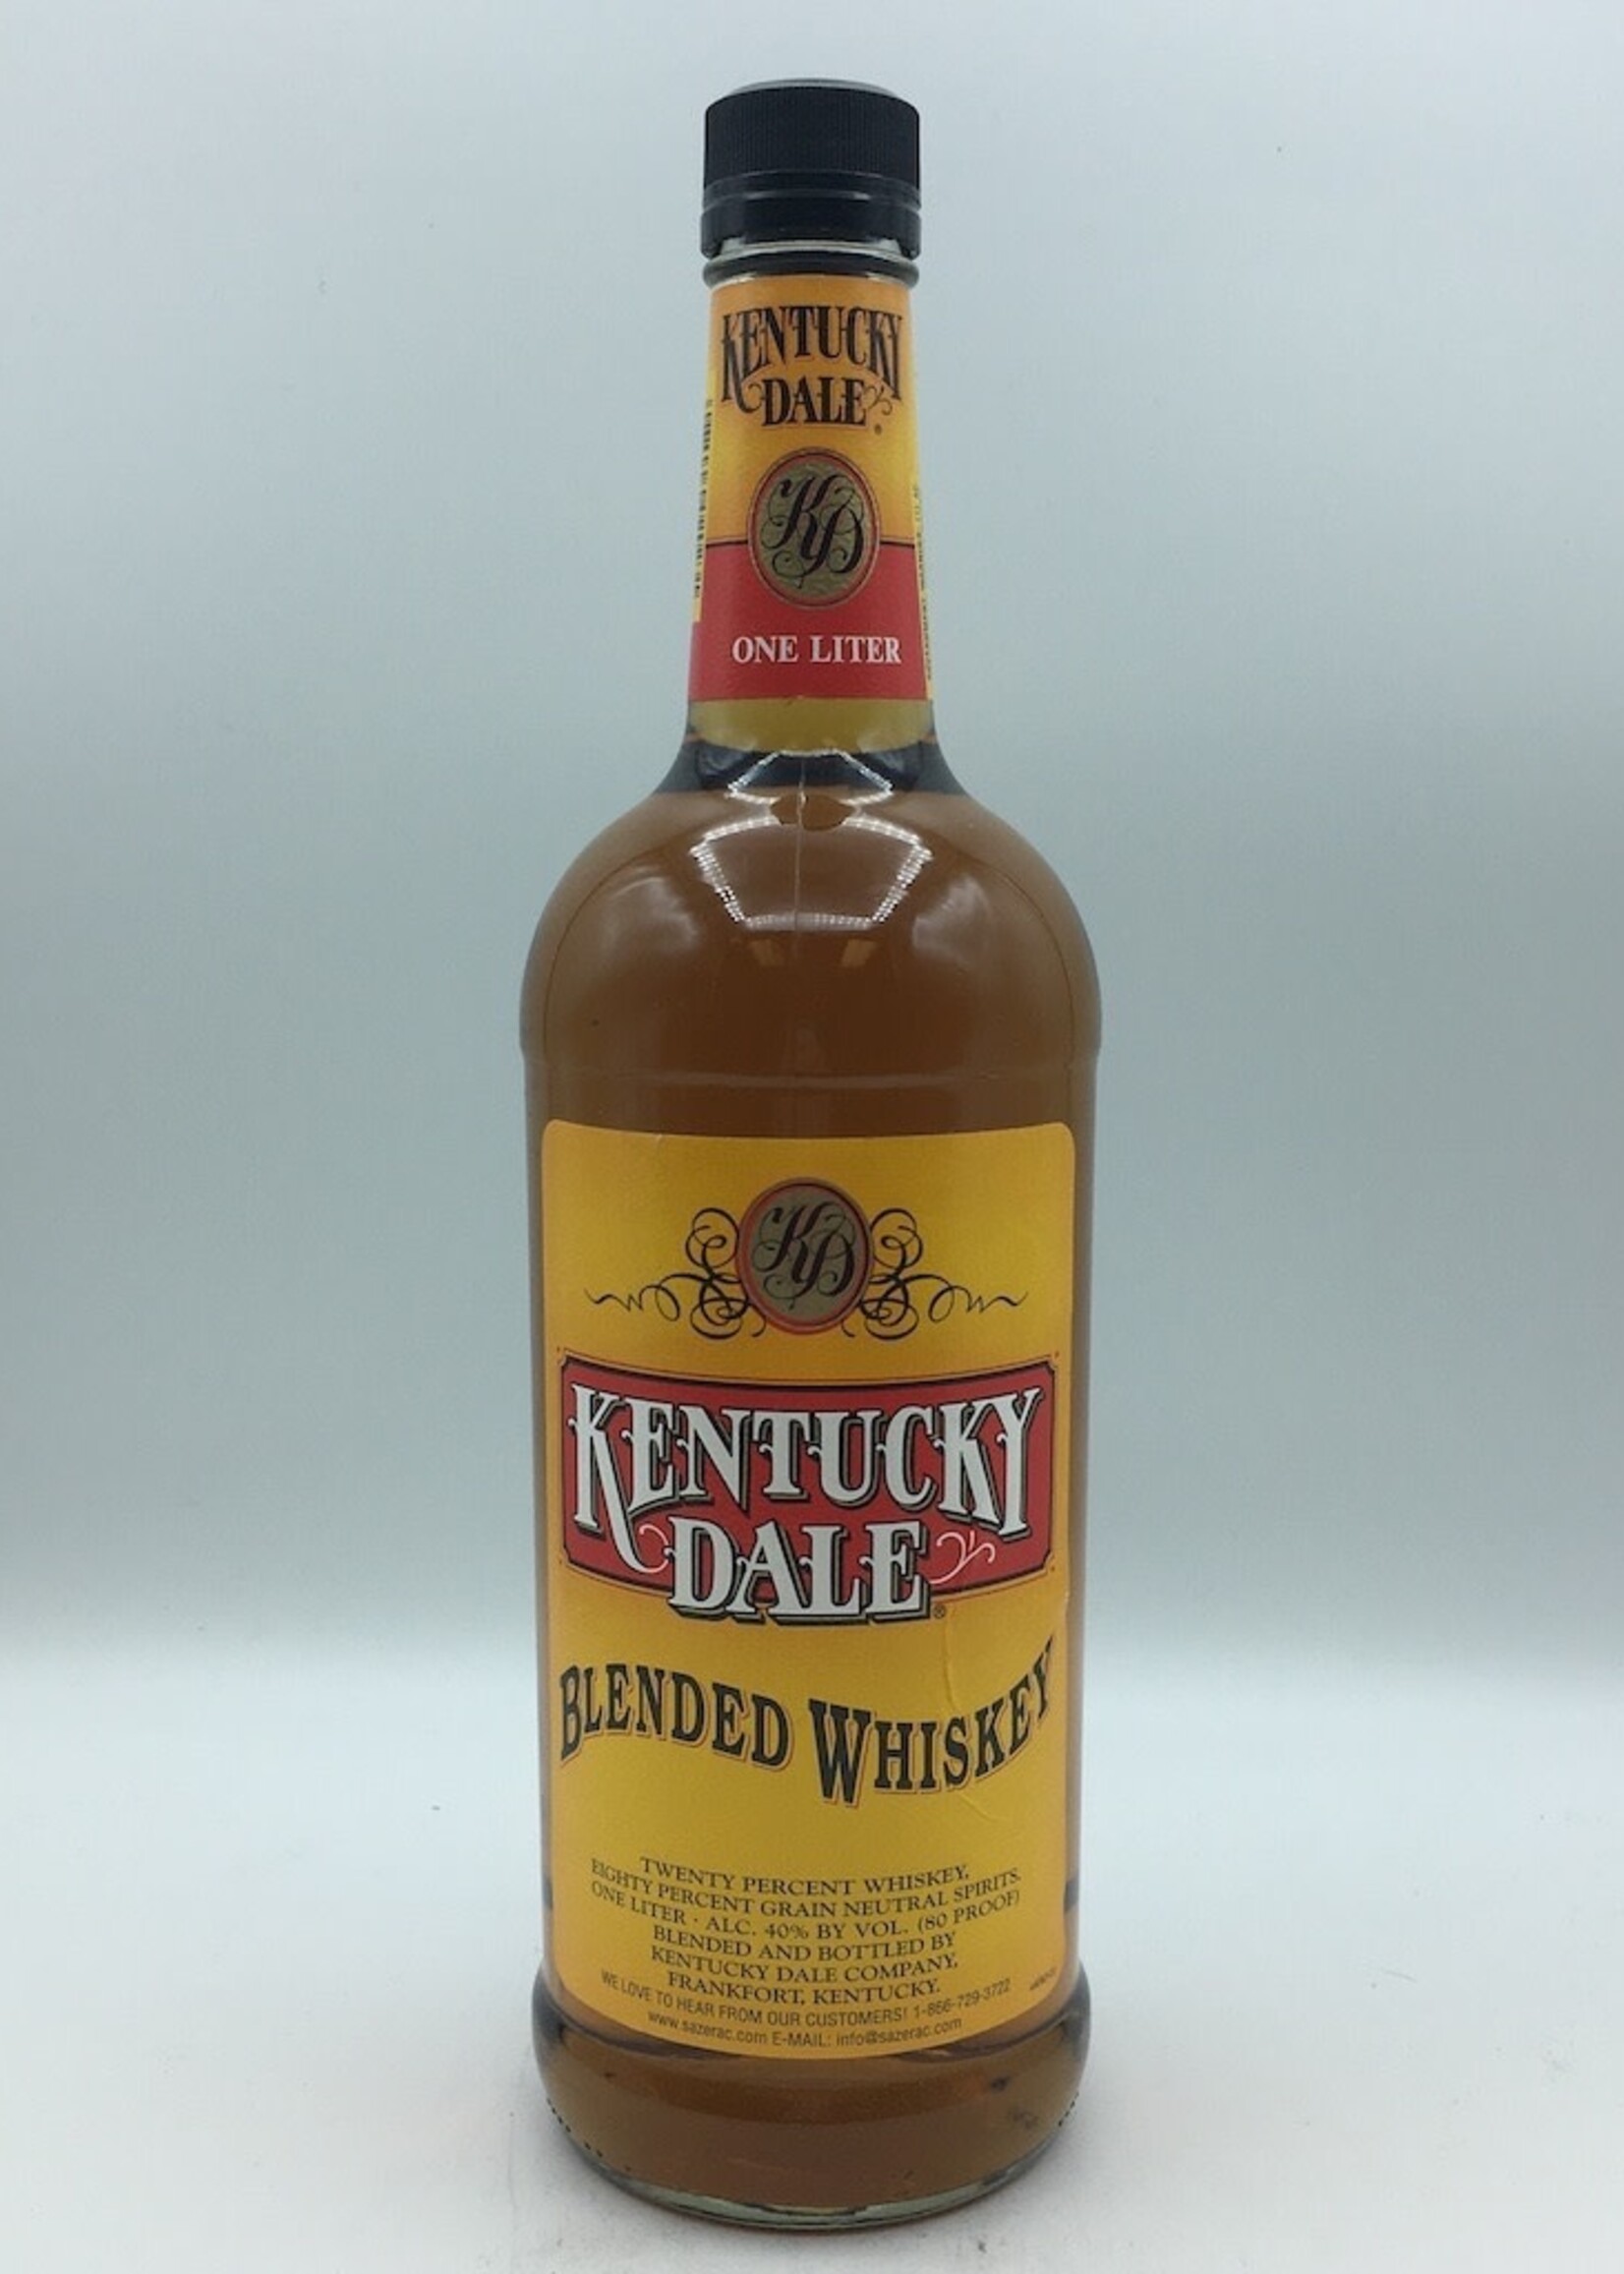 KENTUCKY
DALE
KD
ONE LITER
KD
KENTUCKY
DALE®
BLENDED WHISKEY
TWENTY PERCENT WHISKEY,
EIGHTY PERCENT GRAIN NEUTRAL SPIRITS.
ONE LITER · ALC. 40% BY VOL. (80 PROOF)
BLENDED AND BOTTLED BY
KENTUCKY DALE COMPANY,
FRANKFORT, KENTUCKY.
WE LOVE TO HEAR FROM OUR CUSTOMERS! 1-866-729-3722
www.sazerac.com E-MAIL: info@sazerac.com